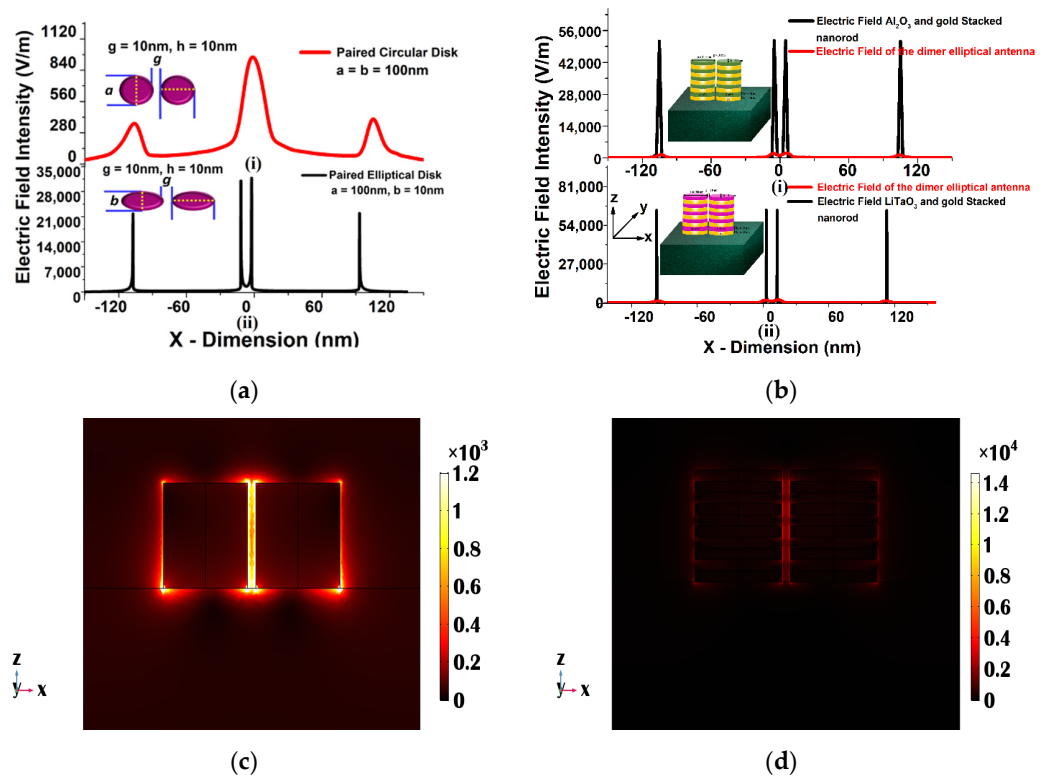 Electric Field Intensity (V/m)
1120
980
840
700
560
420
280
140
0
g = 10nm, h = 10nm
g
a
Paired Circular Disk
a = b = 100nm
(i)
35,000
28,000
21,000
14,000
7,000
0
g = 10nm, h = 10nm
g
b
Paired Elliptical Disk
a = 100nm, b = 10nm
-120 -60 0 60 120
(ii)
X - Dimension (nm)
(a)
Electric Field Intensity (V/m)
56,000
42,000
28,000
14,000
0
Electric Field Al2O3 and gold Stacked
nanorod
Electric Field of the dimer elliptical antenna
-120 -60 0 60 120
(i)
81,000
54,000
27,000
0
Electric Field of the dimer elliptical antenna
Electric Field LiTaO3 and gold Stacked
nanorod
z
y
x
-120 -60 0 60 120
(ii)
X - Dimension (nm)
(b)
×10³
1.2
1
0.8
0.6
0.4
0.2
0
z
y x
(c)
×10⁴
1.4
1.2
1
0.8
0.6
0.4
0.2
0
z
y x
(d)